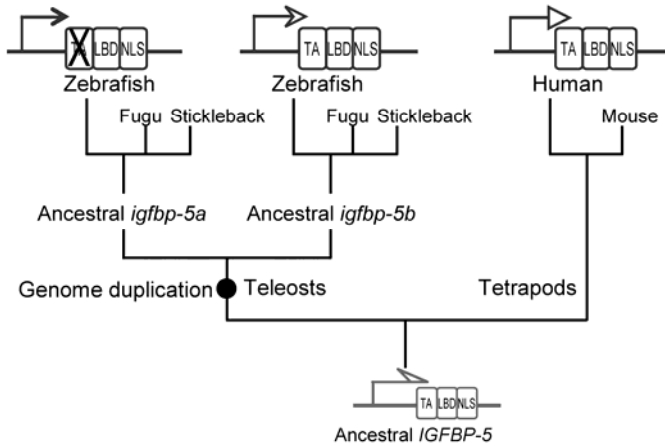 TA LBD NLS TA LBD NLS TA LBD NLS
Zebrafish Zebrafish Human
Fugu Stickleback Fugu Stickleback Mouse
Ancestral igfbp-5a Ancestral igfbp-5b
Genome duplication Teleosts Tetrapods
TA LBD NLS
Ancestral IGFBP-5